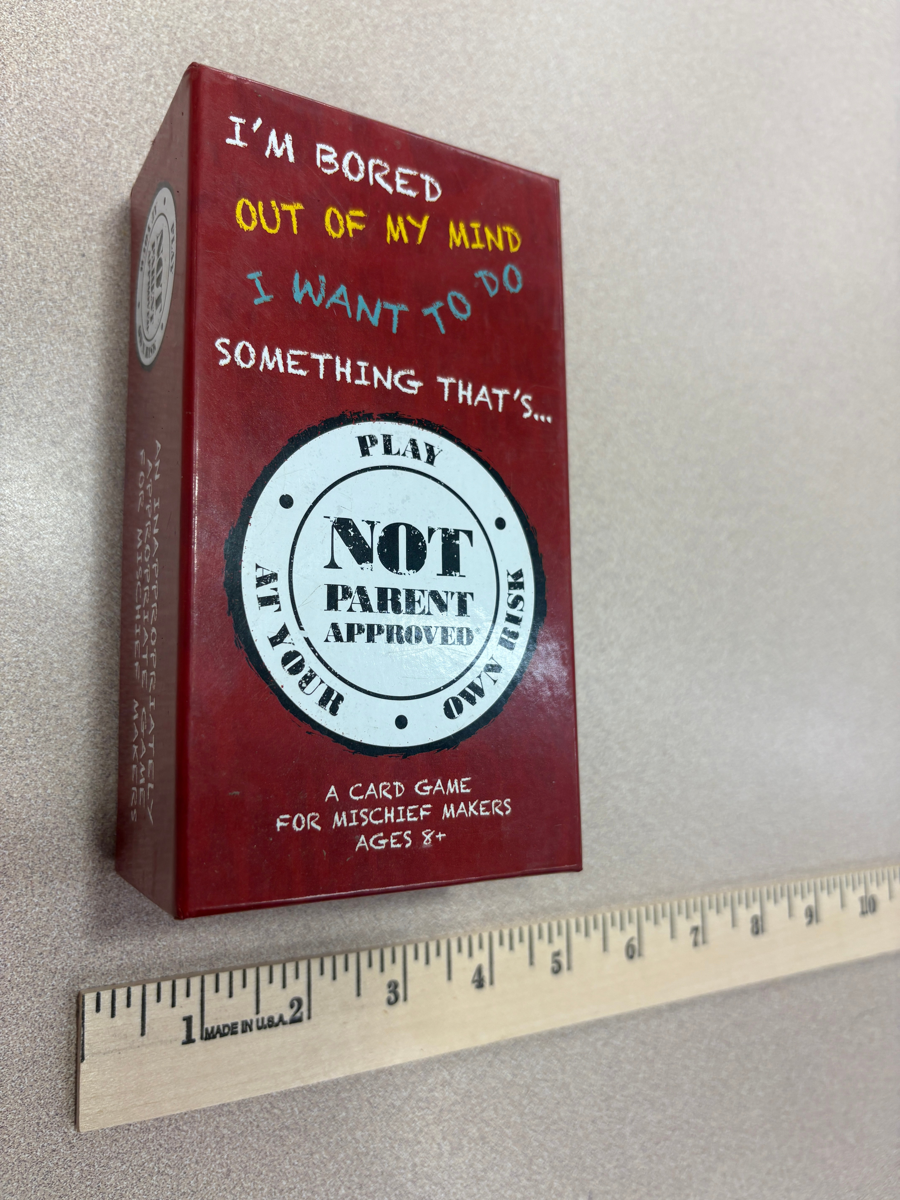 I'M BORED
OUT OF MY MIND
I WANT TO DO
SOMETHING THAT'S...
PLAY
AT YOUR
OWN RISK
NOT
PARENT
APPROVED
A CARD GAME
FOR MISCHIEF MAKERS
AGES 8+
PLAY
NOT
AN INAPPROPRIATELY
APPROPRIATE GAME
FOR MISCHIEF MAKERS
1 MADE IN U.S.A. 2 3 4 5 6 7 8 9 10